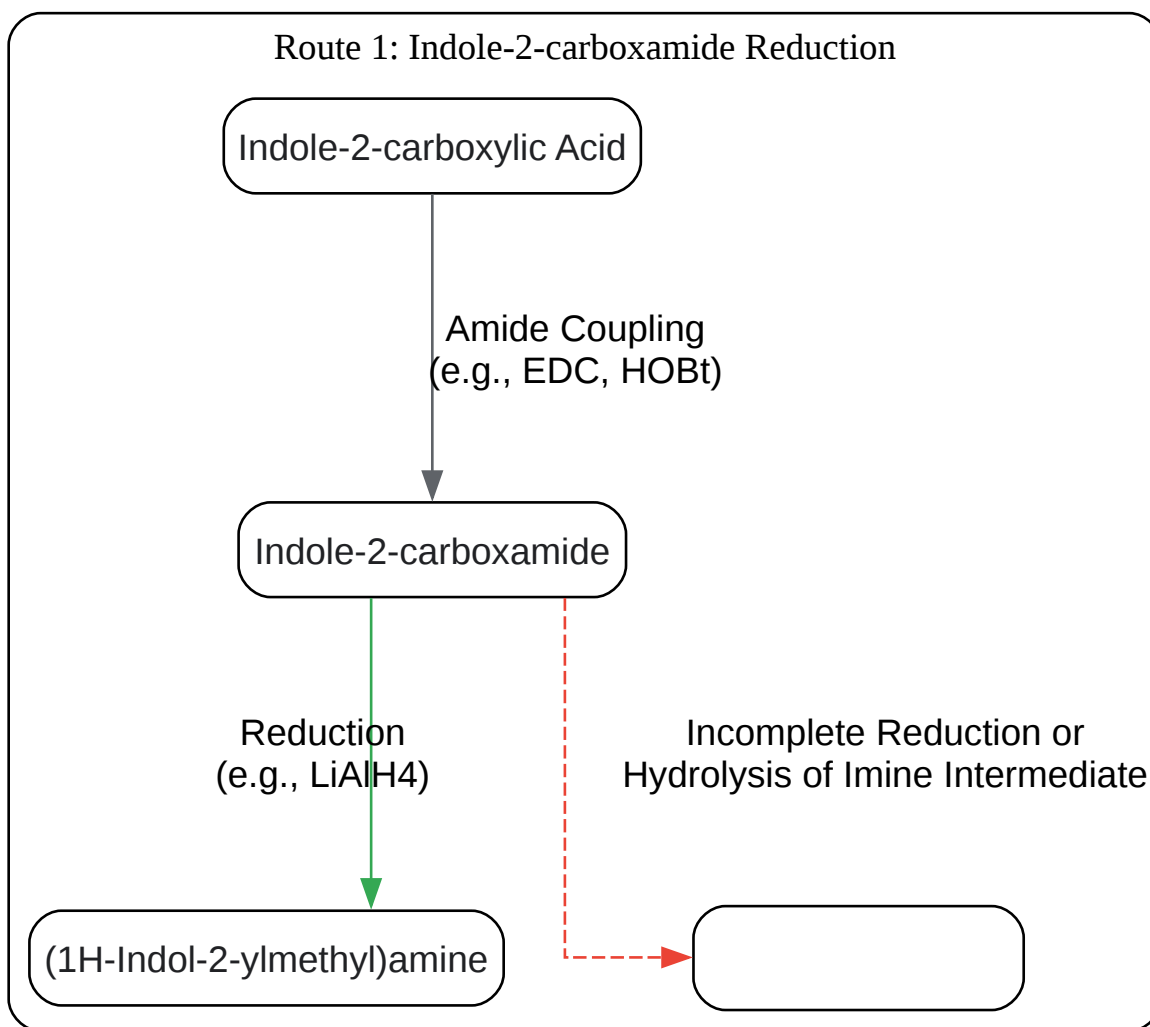 Route 1: Indole-2-carboxamide Reduction
Indole-2-carboxylic Acid
Amide Coupling
(e.g., EDC, HOBt)
Indole-2-carboxamide
Reduction
(e.g., LiAlH4)
Incomplete Reduction or
Hydrolysis of Imine Intermediate
(1H-Indol-2-ylmethyl)amine